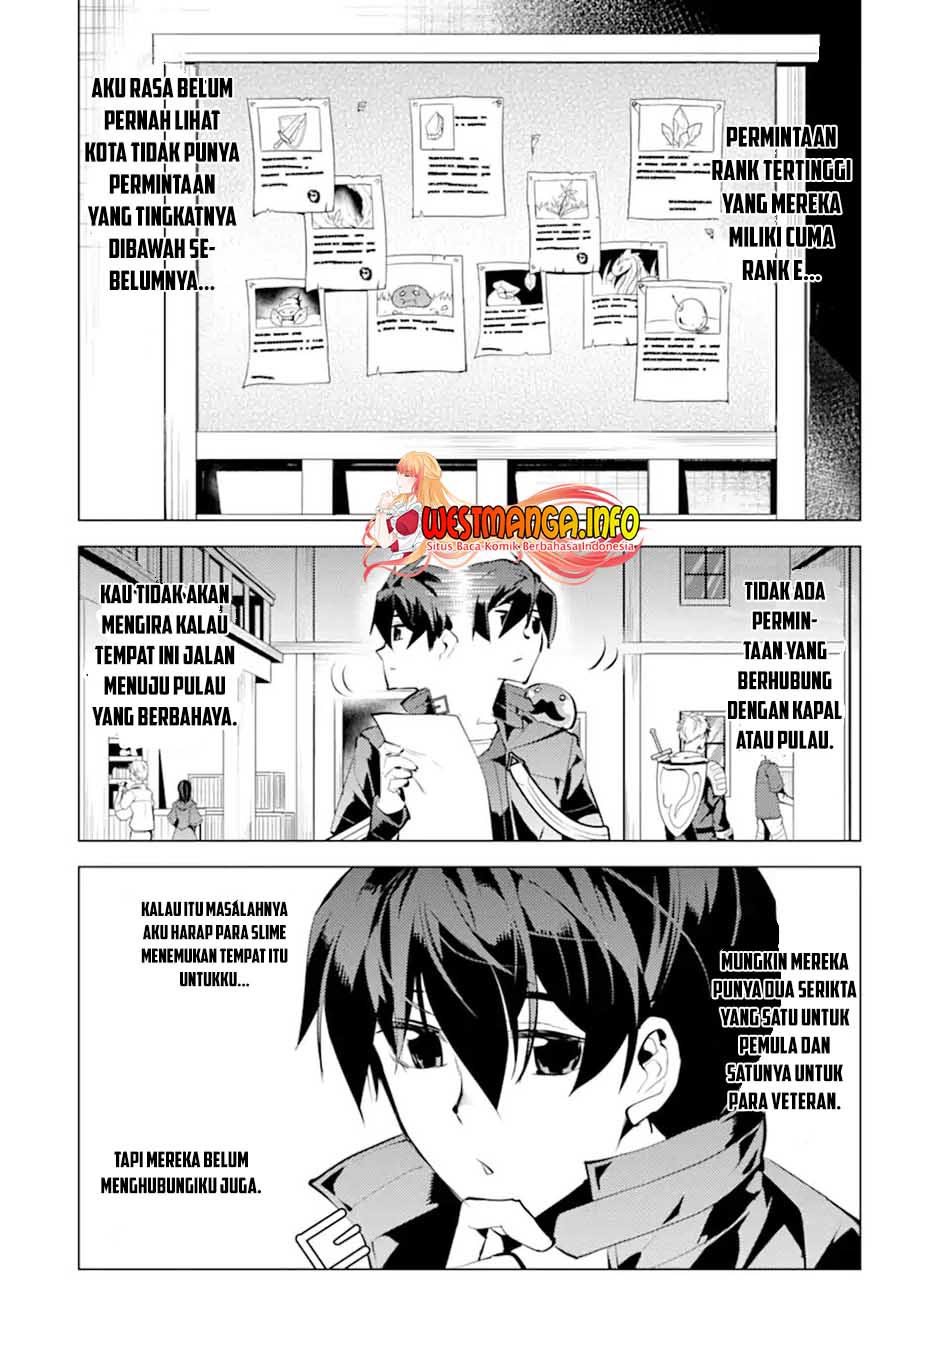 PERMINTAAN
RANK TERTINGGI
YANG MEREKA
MILIKI CUMA
RANK E...
AKU RASA BELUM
PERNAH LIHAT
KOTA TIDAK PUNYA
PERMINTAAN
YANG TINGKATNYA
DIBAWAH SE-
BELUMNYA...
WESTMANGA.INFO
Situs Baca Komik Berbahasa Indonesia
TIDAK ADA
PERMIN-
TAAN YANG
BERHUBUNG
DENGAN KAPAL
ATAU PULAU.
KAU TIDAK AKAN
MENGIRA KALAU
TEMPAT INI JALAN
MENUJU PULAU
YANG BERBAHAYA.
MUNGKIN MEREKA
PUNYA DUA SERIKTA
YANG SATU UNTUK
PEMULA DAN
SATUNYA UNTUK
PARA VETERAN.
KALAU ITU MASALAHNYA
AKU HARAP PARA SLIME
MENEMUKAN TEMPAT ITU
UNTUKKU...
TAPI MEREKA BELUM
MENGHUBUNGIKU JUGA.